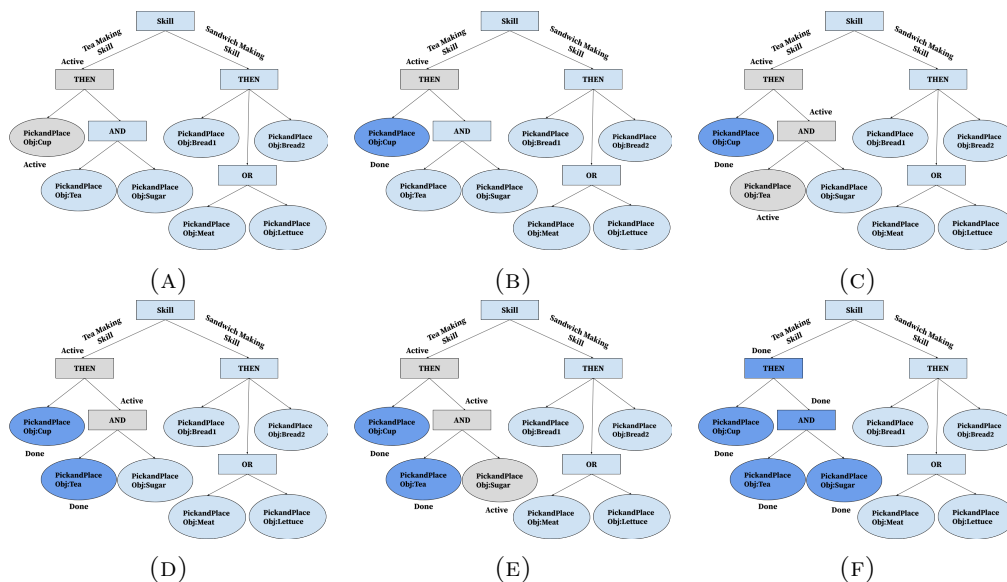 Skill
Tea Making
Skill
Sandwich Making
Skill
Active
THEN
THEN
PickandPlace
Obj:Cup
AND
PickandPlace
Obj:Bread1
PickandPlace
Obj:Bread2
Active
PickandPlace
Obj:Tea
PickandPlace
Obj:Sugar
OR
PickandPlace
Obj:Meat
PickandPlace
Obj:Lettuce
(A)
Skill
Tea Making
Skill
Sandwich Making
Skill
Active
THEN
THEN
PickandPlace
Obj:Cup
AND
PickandPlace
Obj:Bread1
PickandPlace
Obj:Bread2
Done
PickandPlace
Obj:Tea
PickandPlace
Obj:Sugar
OR
PickandPlace
Obj:Meat
PickandPlace
Obj:Lettuce
(B)
Skill
Tea Making
Skill
Sandwich Making
Skill
Active
THEN
THEN
Active
PickandPlace
Obj:Cup
AND
PickandPlace
Obj:Bread1
PickandPlace
Obj:Bread2
Done
PickandPlace
Obj:Tea
PickandPlace
Obj:Sugar
OR
Active
PickandPlace
Obj:Meat
PickandPlace
Obj:Lettuce
(C)
Skill
Tea Making
Skill
Sandwich Making
Skill
Active
THEN
THEN
Active
PickandPlace
Obj:Cup
AND
PickandPlace
Obj:Bread1
PickandPlace
Obj:Bread2
Done
PickandPlace
Obj:Tea
PickandPlace
Obj:Sugar
OR
Done
PickandPlace
Obj:Meat
PickandPlace
Obj:Lettuce
(D)
Skill
Tea Making
Skill
Sandwich Making
Skill
Active
THEN
THEN
Active
PickandPlace
Obj:Cup
AND
PickandPlace
Obj:Bread1
PickandPlace
Obj:Bread2
Done
PickandPlace
Obj:Tea
PickandPlace
Obj:Sugar
OR
Done
Active
PickandPlace
Obj:Meat
PickandPlace
Obj:Lettuce
(E)
Skill
Tea Making
Skill
Sandwich Making
Skill
Done
THEN
THEN
Done
PickandPlace
Obj:Cup
AND
PickandPlace
Obj:Bread1
PickandPlace
Obj:Bread2
Done
PickandPlace
Obj:Tea
PickandPlace
Obj:Sugar
OR
Done
Done
PickandPlace
Obj:Meat
PickandPlace
Obj:Lettuce
(F)